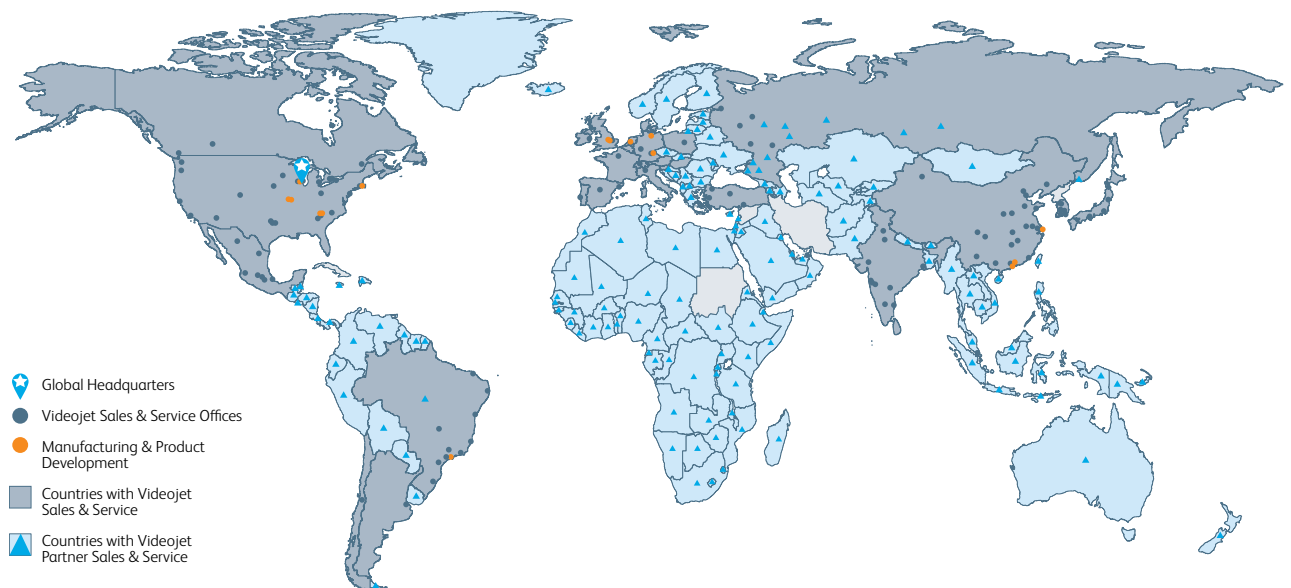 Global Headquarters
Videojet Sales & Service Offices
Manufacturing & Product
Development
Countries with Videojet
Sales & Service
Countries with Videojet
Partner Sales & Service